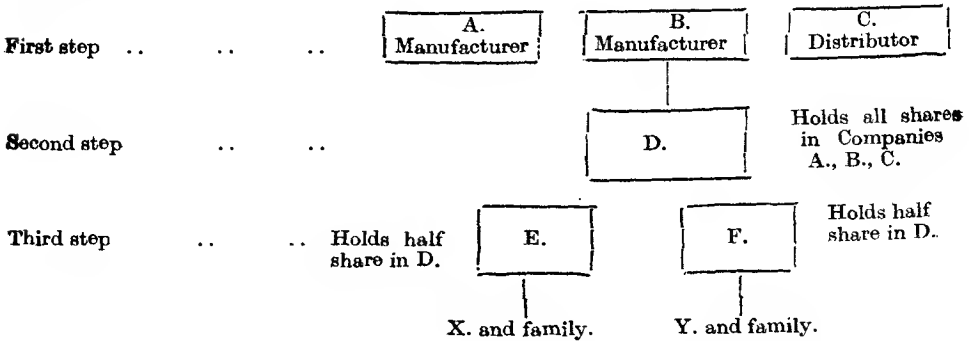 A. B. C.
First step .. .. .. Manufacturer Manufacturer Distributor
Second step .. .. D. Holds all shares
in Companies
A., B., C.
Third step .. .. Holds half E. F. Holds half
share in D. share in D.
X. and family. Y. and family.